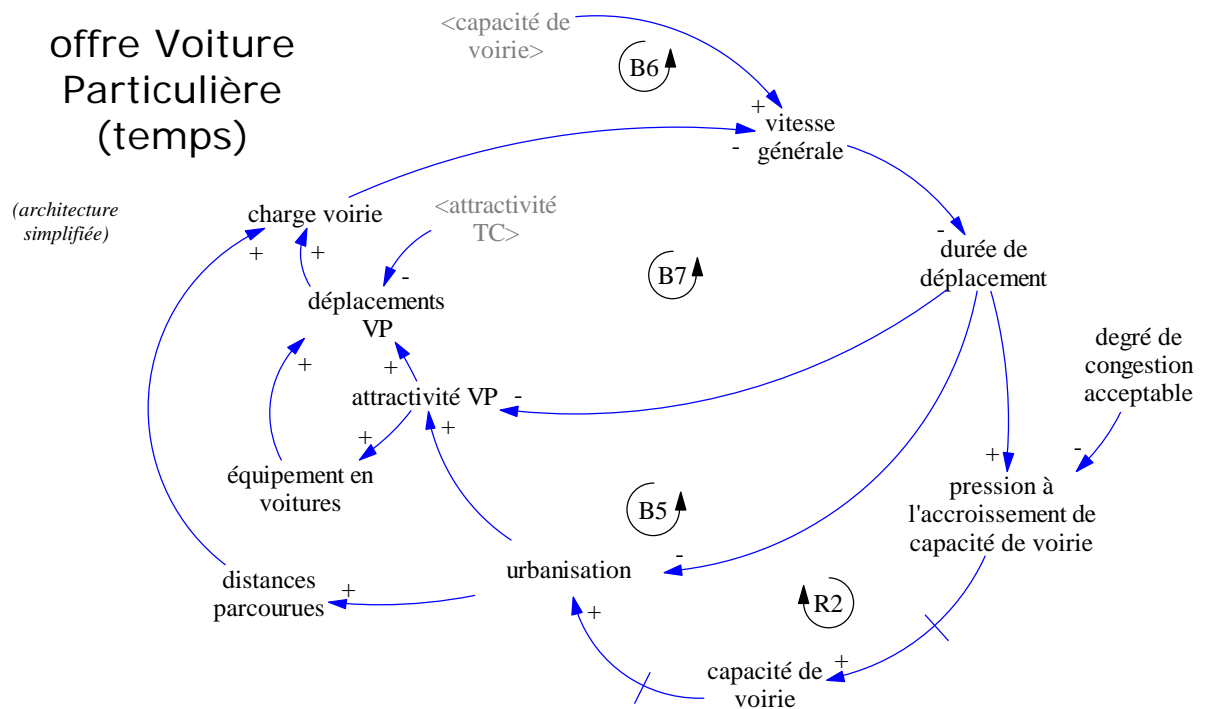 offre Voiture
Particulière
(temps)
(architecture
simplifiée)
<capacité de
voirie>
B6
+
vitesse
-
générale
charge voirie
<attractivité
TC>
+
+
-
déplacements
VP
B7
-
durée de
déplacement
degré de
congestion
acceptable
+
+
attractivité VP
-
+
+
équipement en
voitures
B5
+
-
pression à
l'accroissement de
capacité de voirie
-
urbanisation
distances
parcourues
+
R2
+
capacité de
voirie
+